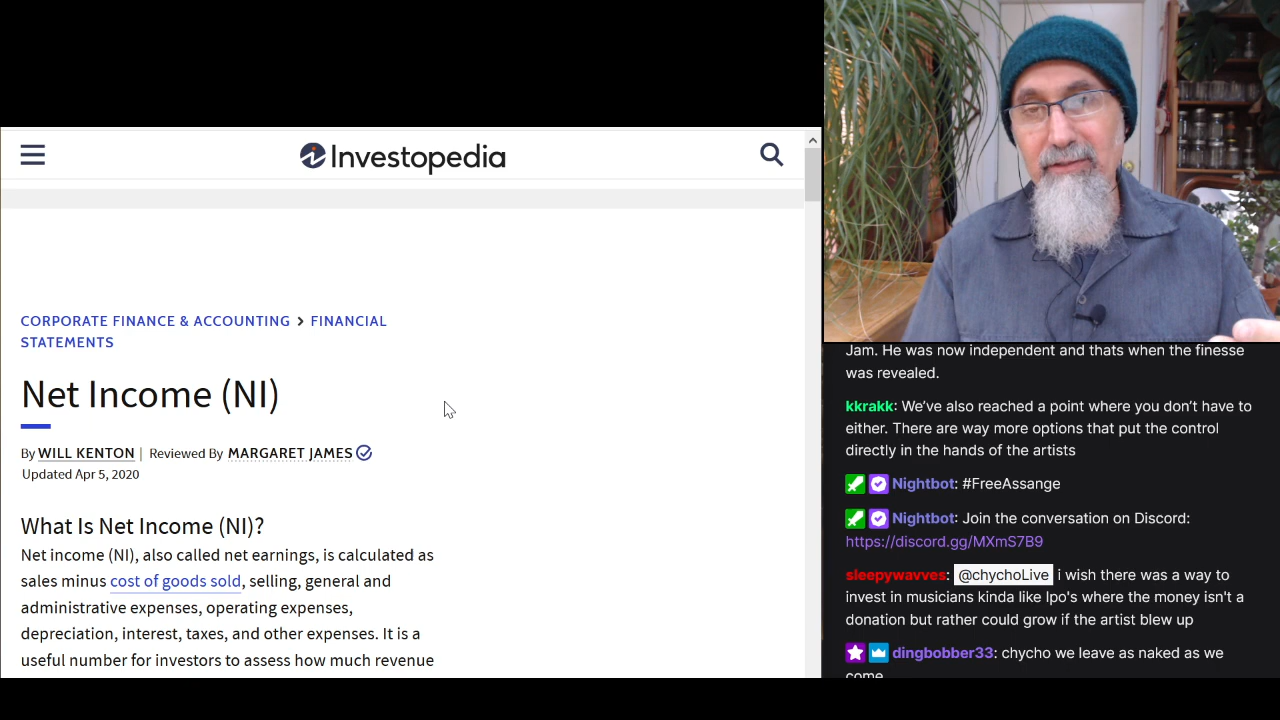 Investopedia
CORPORATE FINANCE & ACCOUNTING > FINANCIAL
STATEMENTS
Net Income (NI)
By WILL KENTON | Reviewed By MARGARET JAMES
Updated Apr 5, 2020
What Is Net Income (NI)?
Net income (NI), also called net earnings, is calculated as
sales minus cost of goods sold, selling, general and
administrative expenses, operating expenses,
depreciation, interest, taxes, and other expenses. It is a
useful number for investors to assess how much revenue
Jam. He was now independent and thats when the finesse
was revealed.
kkrakk: We’ve also reached a point where you don’t have to
either. There are way more options that put the control
directly in the hands of the artists
Nightbot: #FreeAssange
Nightbot: Join the conversation on Discord:
https://discord.gg/MXmS7B9
sleepywavves: @chychoLive i wish there was a way to
invest in musicians kinda like Ipo's where the money isn't a
donation but rather could grow if the artist blew up
dingbobber33: chycho we leave as naked as we
come